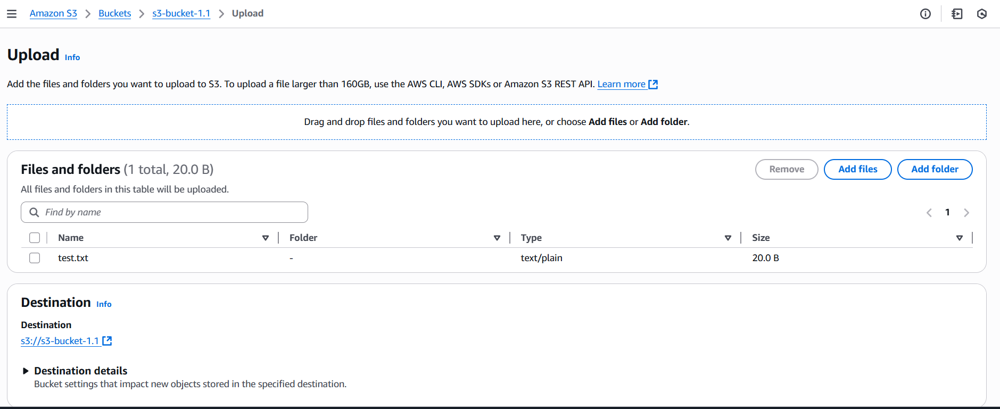 Amazon S3 > Buckets > s3-bucket-1.1 > Upload
Upload Info
Add the files and folders you want to upload to S3. To upload a file larger than 160GB, use the AWS CLI, AWS SDKs or Amazon S3 REST API. Learn more
Drag and drop files and folders you want to upload here, or choose Add files or Add folder.
Files and folders (1 total, 20.0 B)
Remove Add files Add folder
All files and folders in this table will be uploaded.
Find by name
1
Name Folder Type Size
test.txt - text/plain 20.0 B
Destination Info
Destination
s3://s3-bucket-1.1
Destination details
Bucket settings that impact new objects stored in the specified destination.